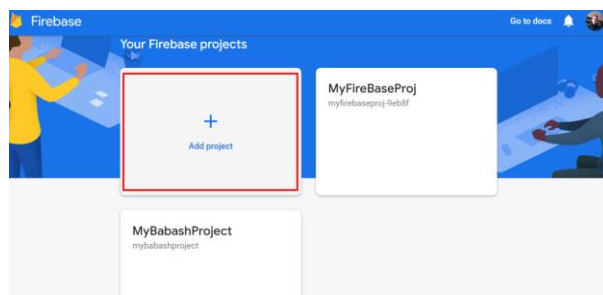 Firebase
Go to docs
Your Firebase projects
+
Add project
MyFireBaseProj
myfirebaseproj-9eb8f
MyBabashProject
mybabashproject